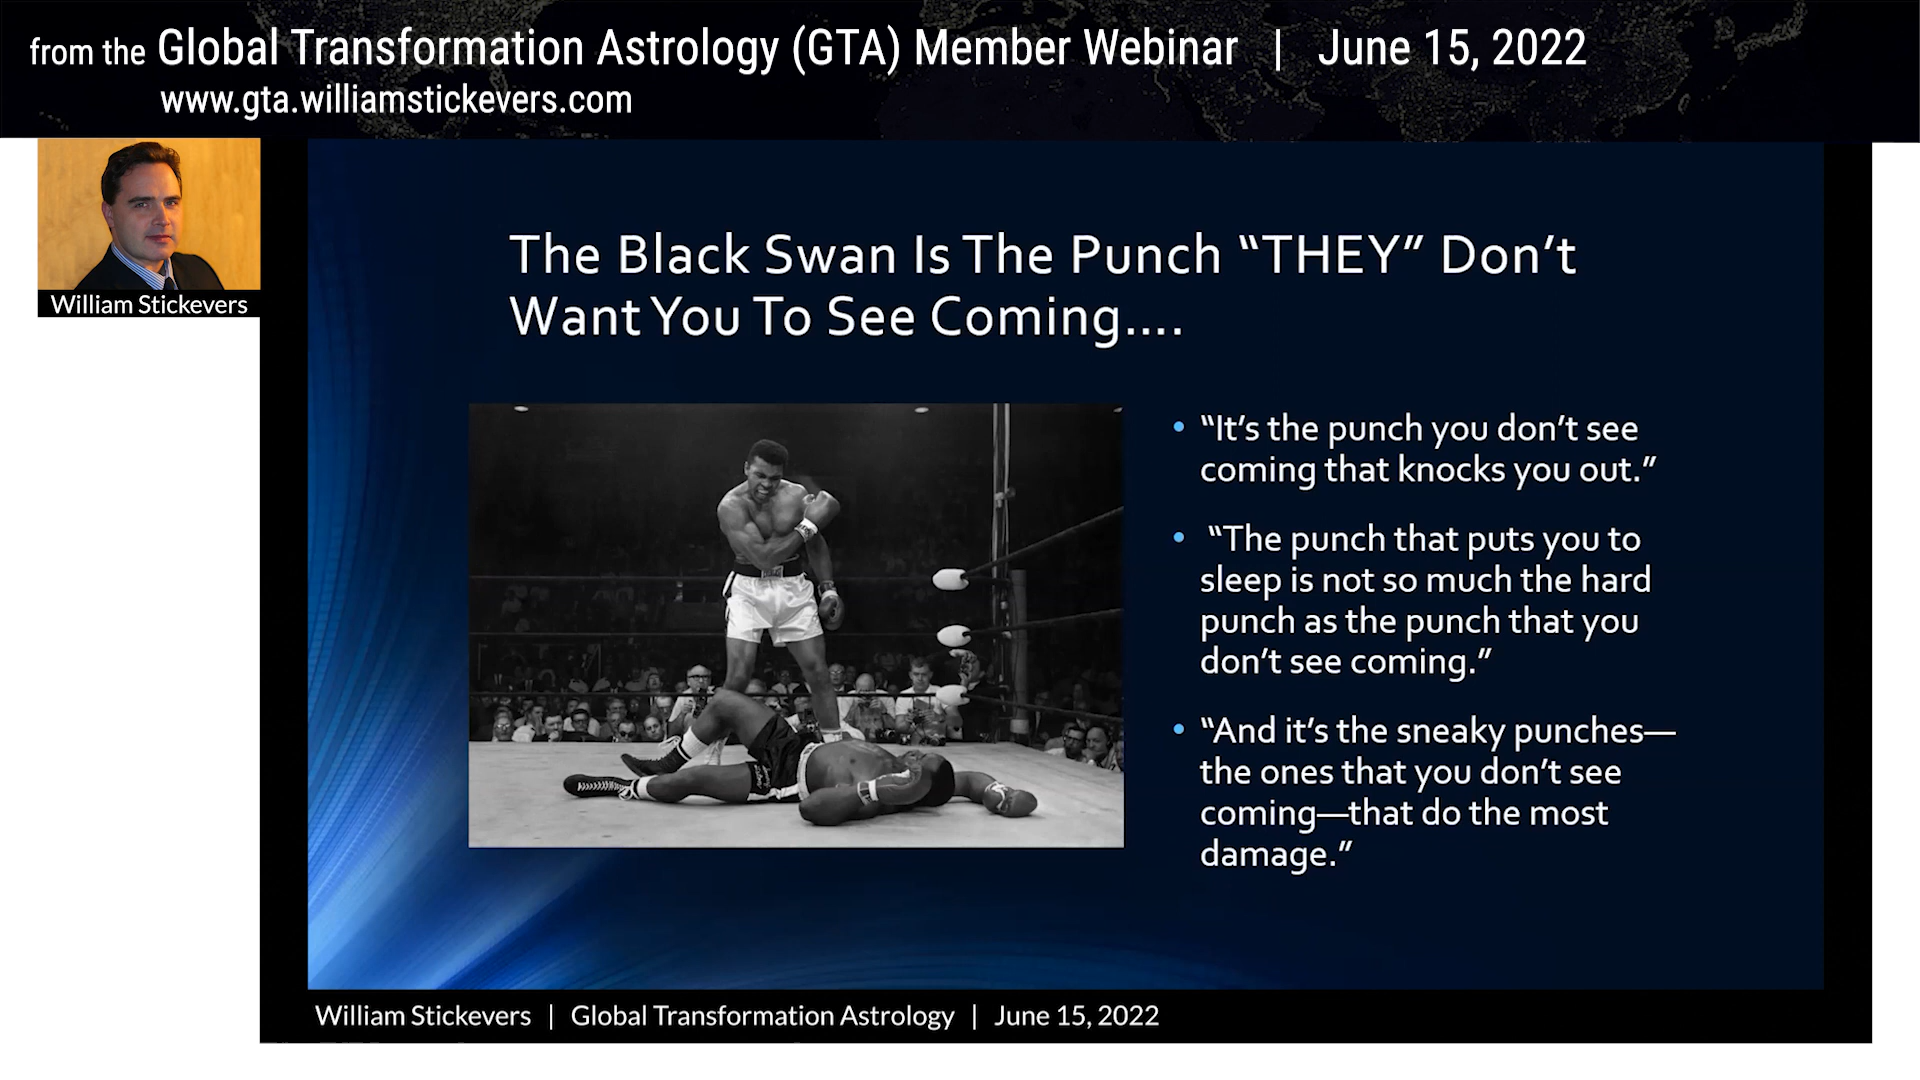 from the Global Transformation Astrology (GTA) Member Webinar | June 15, 2022
www.gta.williamstickevers.com
William Stickevers
The Black Swan Is The Punch “THEY” Don’t
Want You To See Coming....
• “It’s the punch you don’t see
coming that knocks you out.”
• “The punch that puts you to
sleep is not so much the hard
punch as the punch that you
don’t see coming.”
• “And it’s the sneaky punches—
the ones that you don’t see
coming—that do the most
damage.”
William Stickevers | Global Transformation Astrology | June 15, 2022